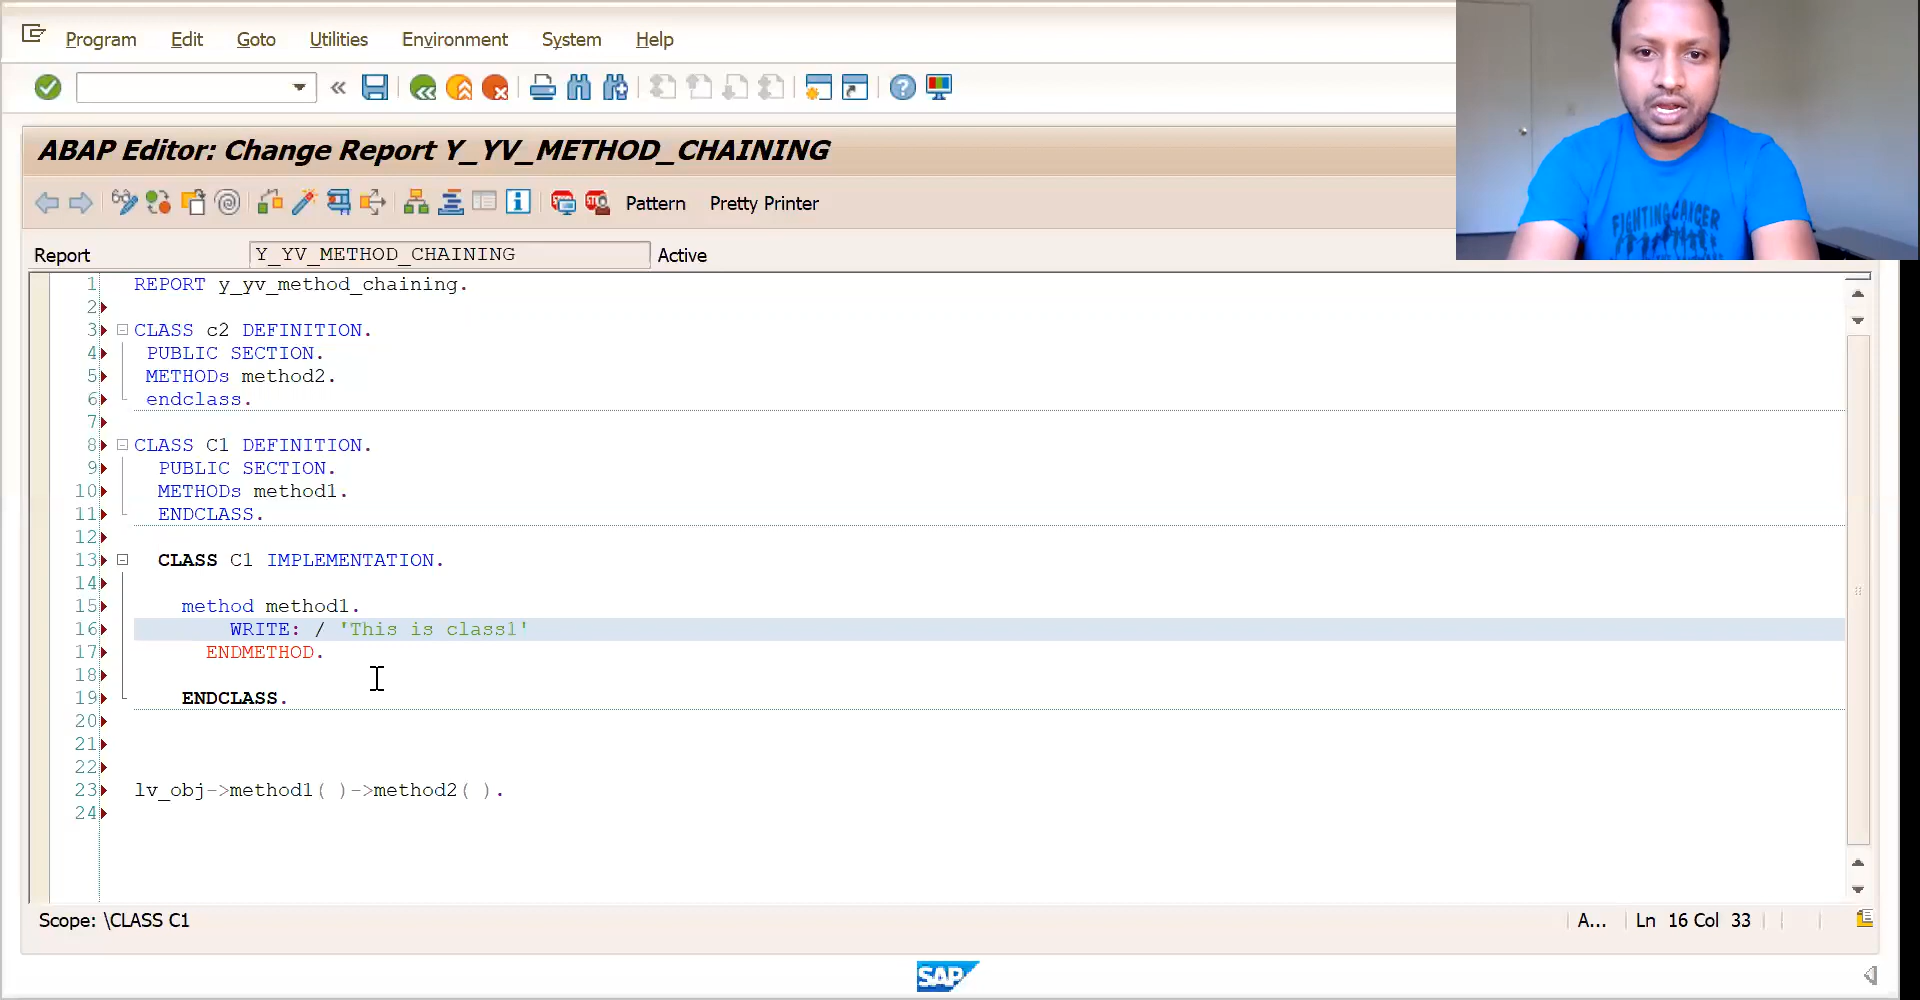 Program Edit Goto Utilities Environment System Help
ABAP Editor: Change Report Y_YV_METHOD_CHAINING
Pattern Pretty Printer
Report Y_YV_METHOD_CHAINING Active
1 REPORT y_yv_method_chaining.
2
3 CLASS c2 DEFINITION.
4 PUBLIC SECTION.
5 METHODs method2.
6 endclass.
7
8 CLASS C1 DEFINITION.
9 PUBLIC SECTION.
10 METHODs method1.
11 ENDCLASS.
12
13 CLASS C1 IMPLEMENTATION.
14
15 method method1.
16 WRITE: / 'This is class1'
17 ENDMETHOD.
18
19 ENDCLASS.
20
21
22
23 lv_obj->method1( )->method2( ).
24
Scope: \CLASS C1 A... Ln 16 Col 33
SAP
FIGHTING CANCER